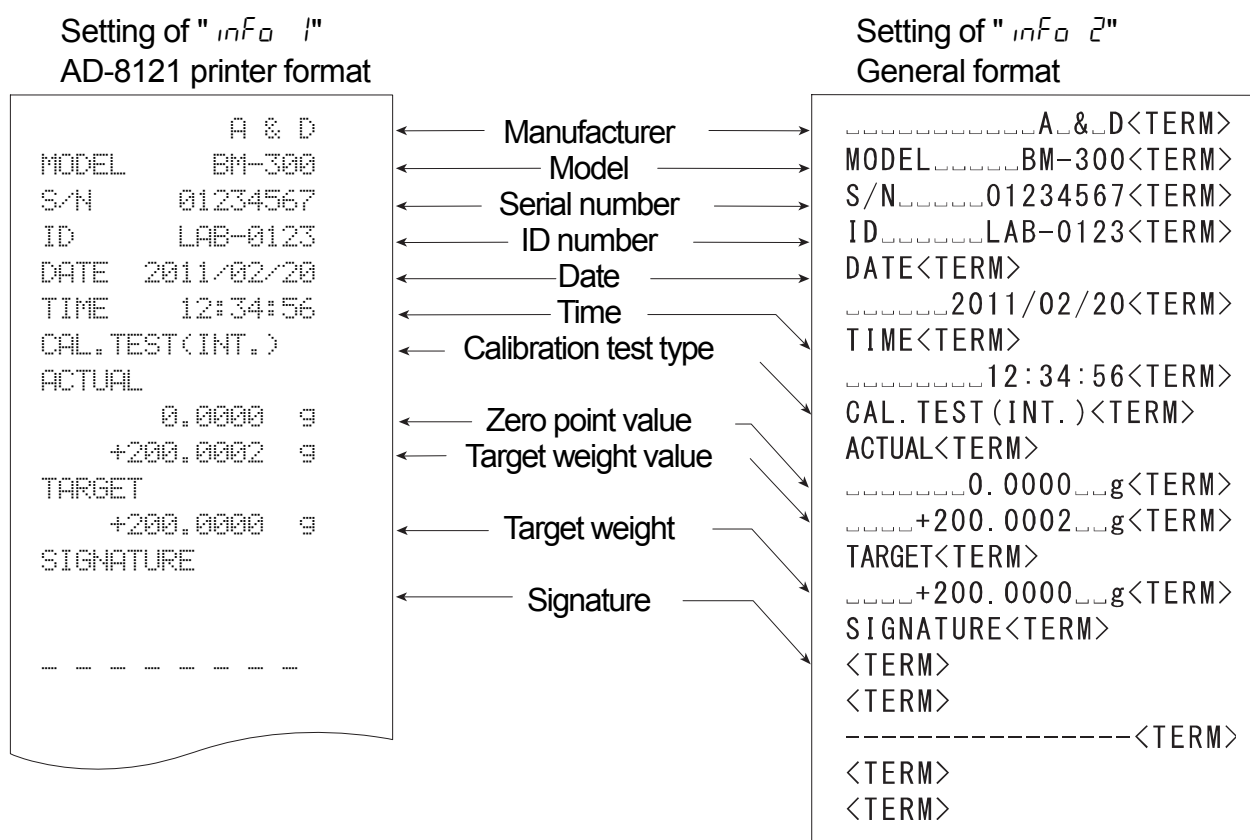 Setting of " inFo 1"
AD-8121 printer format
A & D
MODEL BM-300
S/N 01234567
ID LAB-0123
DATE 2011/02/20
TIME 12:34:56
CAL.TEST(INT.)
ACTUAL
0.0000 g
+200.0002 g
TARGET
+200.0000 g
SIGNATURE
_ _ _ _ _ _ _ _
Manufacturer
Model
Serial number
ID number
Date
Time
Calibration test type
Zero point value
Target weight value
Target weight
Signature
Setting of " inFo 2"
General format
␣␣␣␣␣␣␣␣␣␣␣A␣&␣D<TERM>
MODEL␣␣␣␣␣BM-300<TERM>
S/N␣␣␣␣␣01234567<TERM>
ID␣␣␣␣␣␣LAB-0123<TERM>
DATE<TERM>
␣␣␣␣␣␣2011/02/20<TERM>
TIME<TERM>
␣␣␣␣␣␣␣␣12:34:56<TERM>
CAL.TEST(INT.)<TERM>
ACTUAL<TERM>
␣␣␣␣␣␣␣0.0000␣␣g<TERM>
␣␣␣␣+200.0002␣␣g<TERM>
TARGET<TERM>
␣␣␣␣+200.0000␣␣g<TERM>
SIGNATURE<TERM>
<TERM>
<TERM>
----------------<TERM>
<TERM>
<TERM>